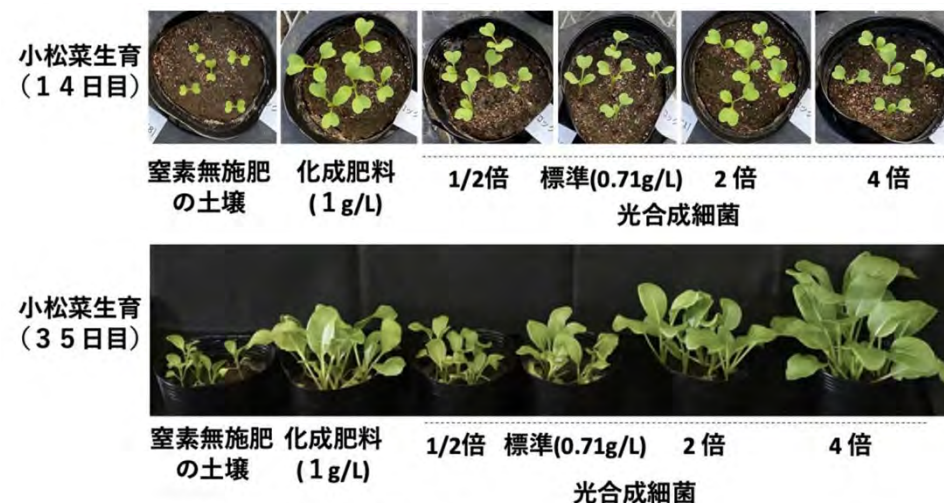 小松菜生育
（１４日目）
窒素無施肥
の土壌
化成肥料
(１g/L)
1/2倍
標準(0.71g/L)
２倍
４倍
光合成細菌
小松菜生育
（３５日目）
窒素無施肥
の土壌
化成肥料
(１g/L)
1/2倍
標準(0.71g/L)
２倍
４倍
光合成細菌